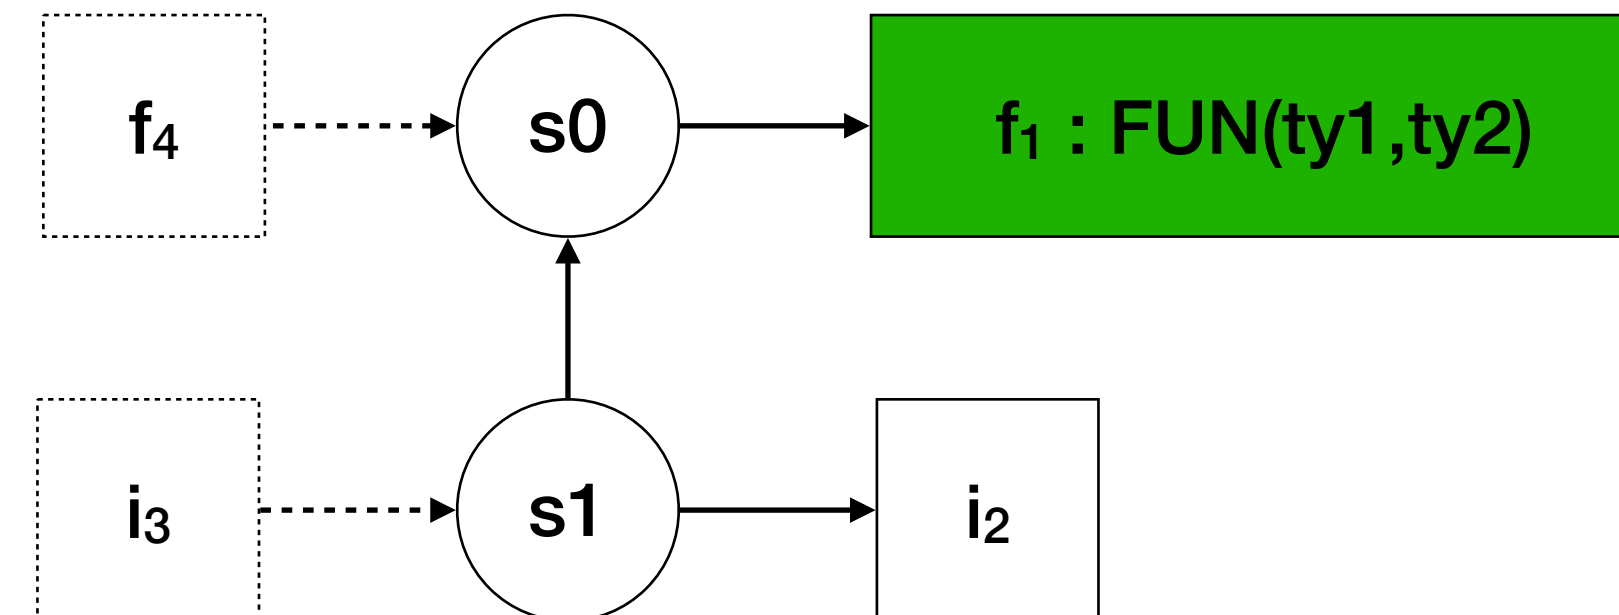 f₄
s0
f₁ : FUN(ty1,ty2)
i₃
s1
i₂